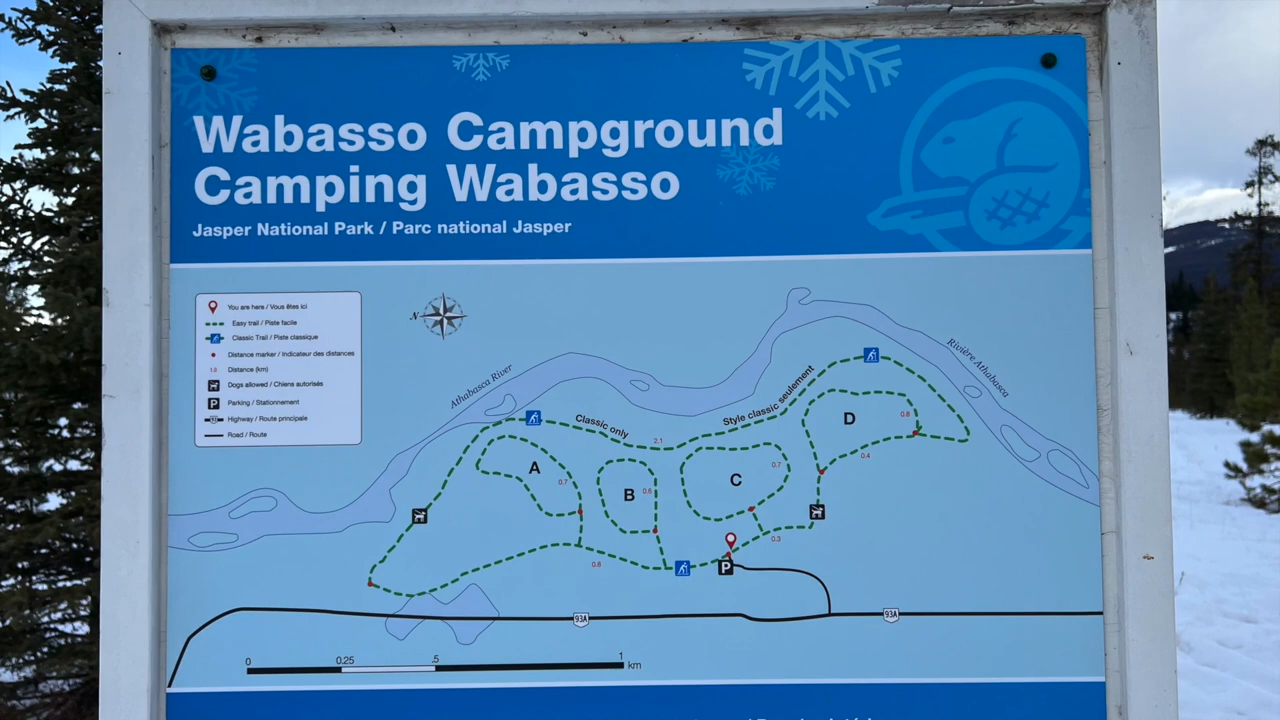 Wabasso Campground
Camping Wabasso
Jasper National Park / Parc national Jasper
You are here / Vous êtes ici
Easy trail / Piste facile
Classic Trail / Piste classique
Distance marker / Indicateur des distances
1.8 Distance (km)
Dogs allowed / Chiens autorisés
P Parking / Stationnement
93 Highway / Route principale
Road / Route
N
Athabasca River
Rivière Athabasca
Classic only
Style classic seulement
2.1
A
0.7
B
0.6
C
0.7
D
0.8
0.4
0.3
0.8
P
93A
93A
0
0.25
.5
1
km